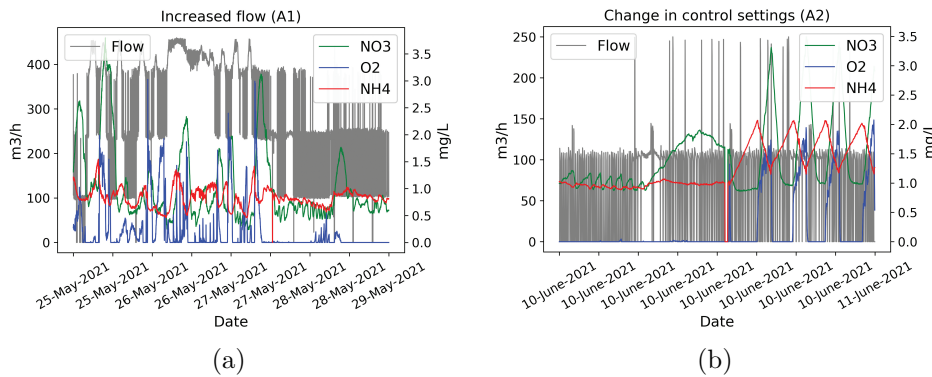 Increased flow (A1)
Flow
NO3
O2
NH4
400
300
200
100
0
m3/h
3.5
3.0
2.5
2.0
1.5
1.0
0.5
0.0
mg/L
25-May-2021
25-May-2021
26-May-2021
26-May-2021
27-May-2021
27-May-2021
28-May-2021
28-May-2021
29-May-2021
Date
(a)
Change in control settings (A2)
Flow
NO3
O2
NH4
250
200
150
100
50
0
m3/h
3.5
3.0
2.5
2.0
1.5
1.0
0.5
0.0
mg/L
10-June-2021
10-June-2021
10-June-2021
10-June-2021
10-June-2021
10-June-2021
10-June-2021
10-June-2021
11-June-2021
Date
(b)